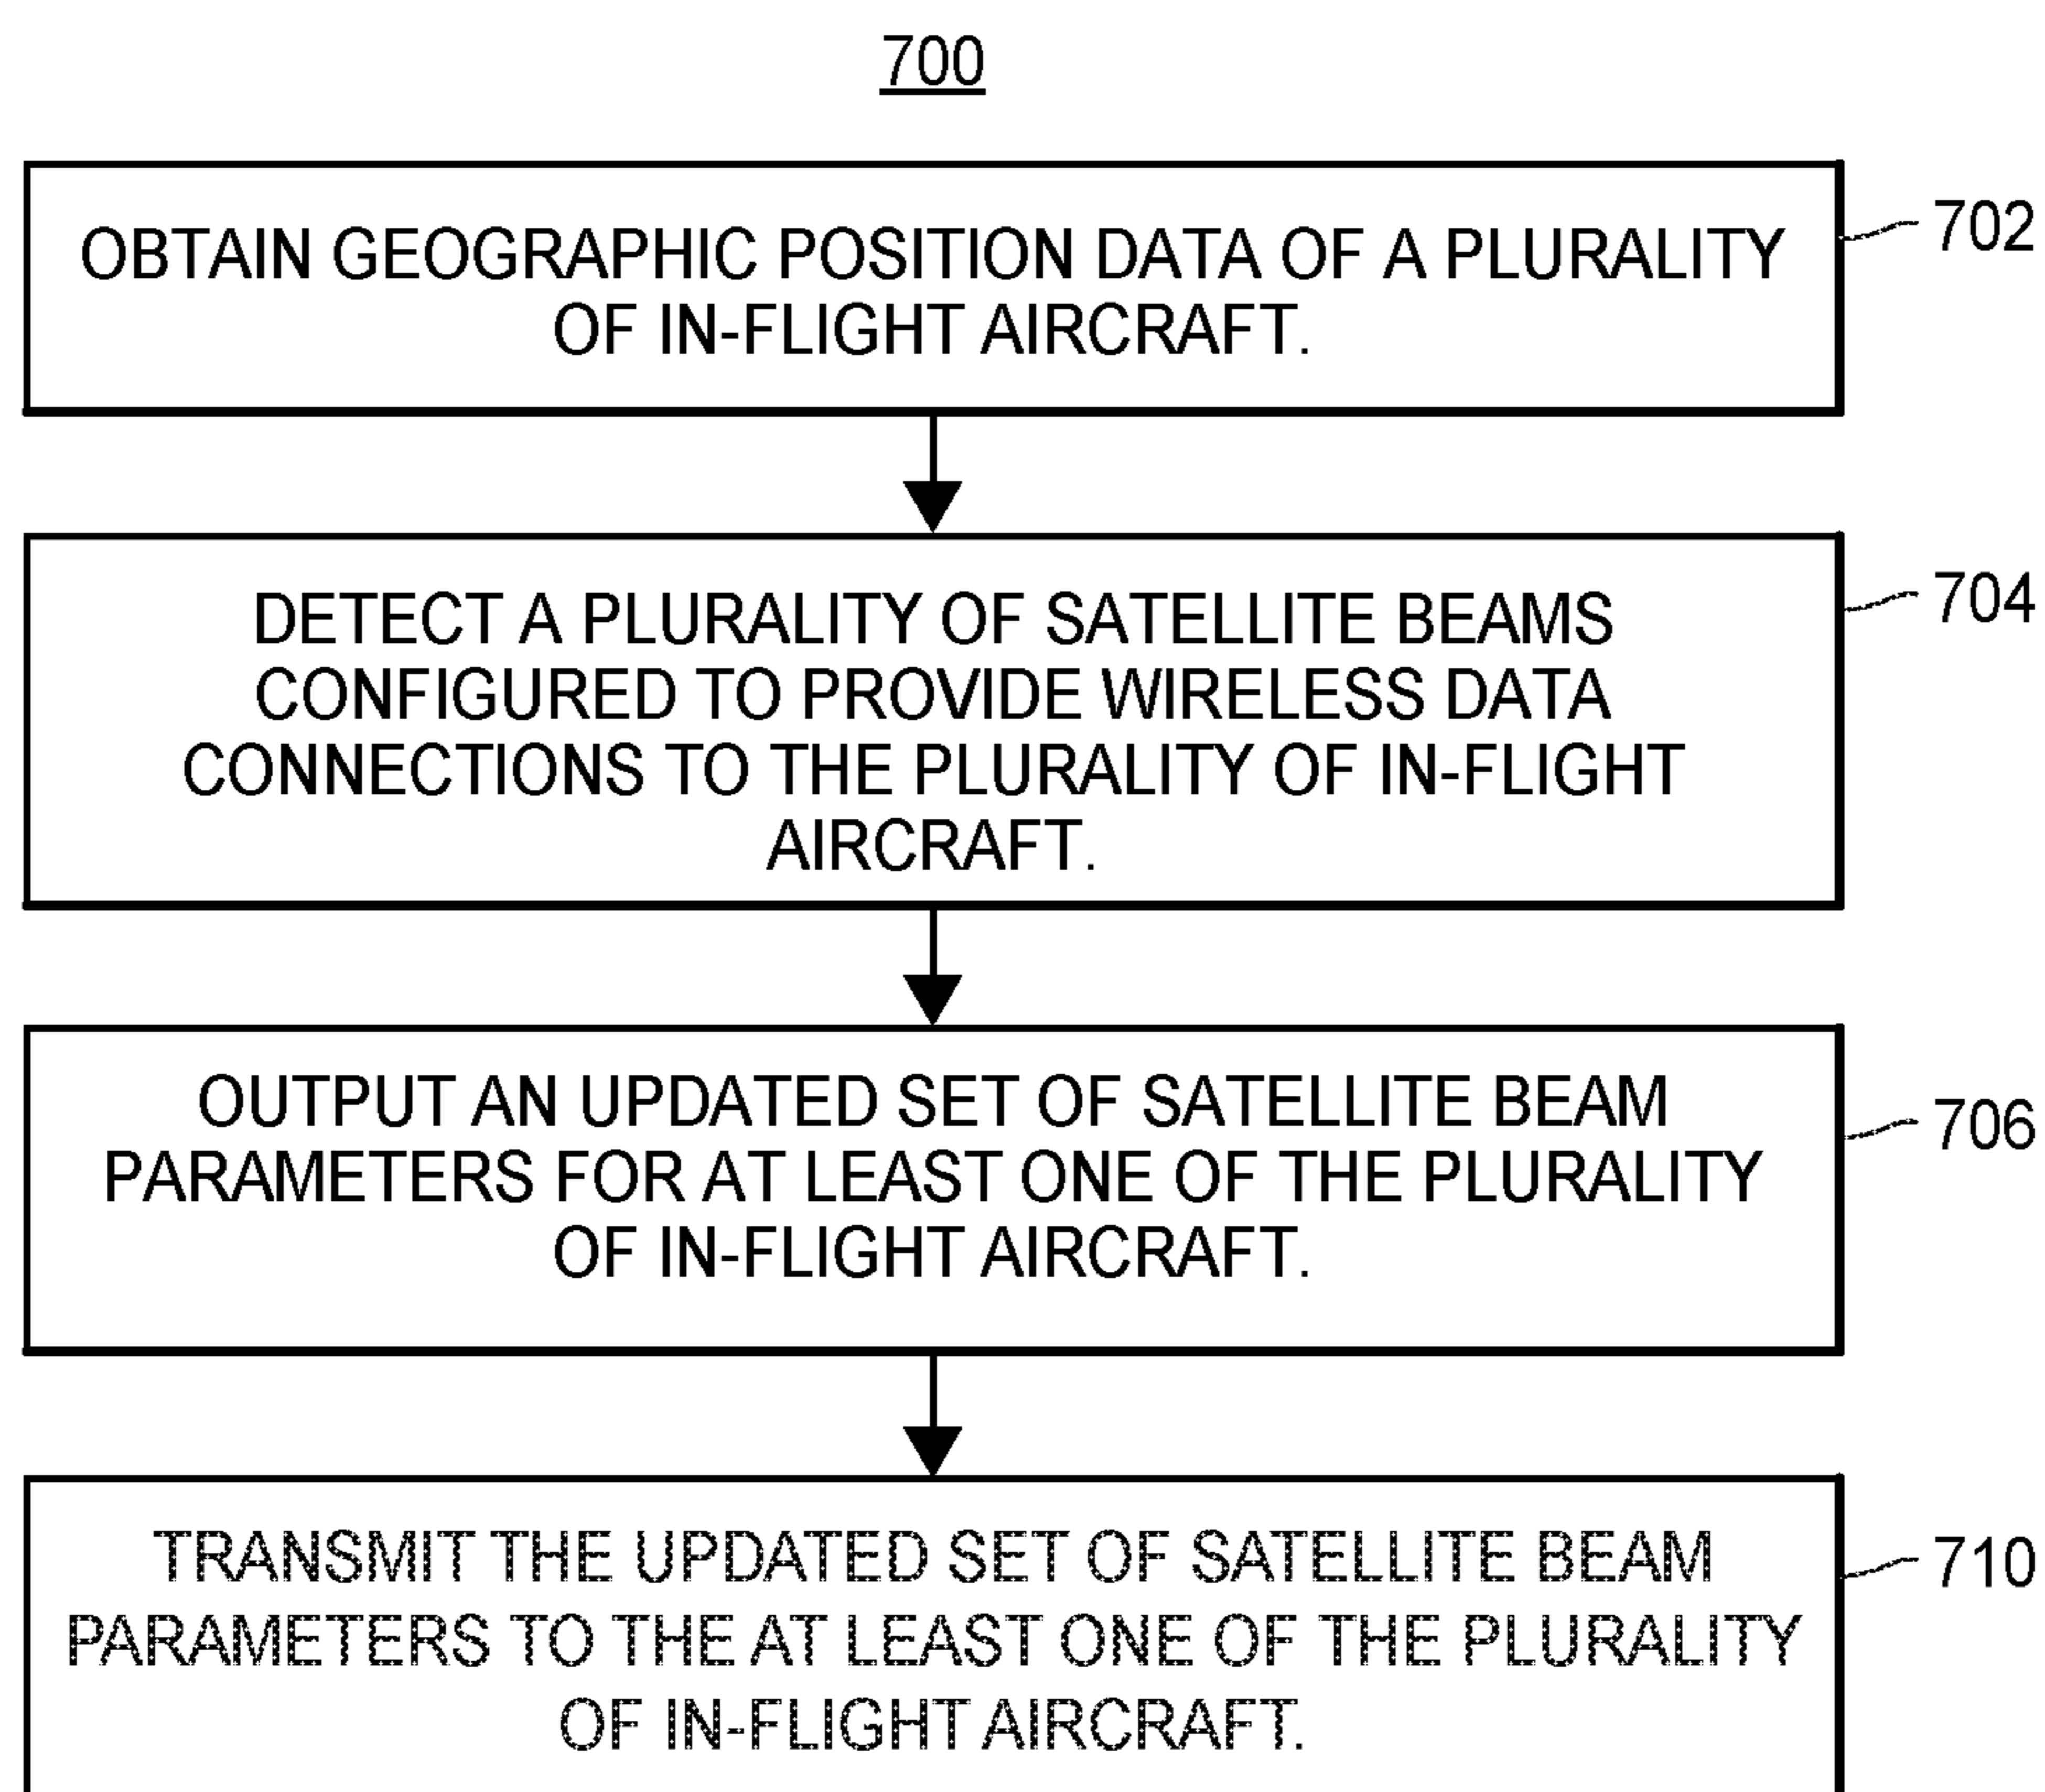 700
OBTAIN GEOGRAPHIC POSITION DATA OF A PLURALITY
OF IN-FLIGHT AIRCRAFT.
702
DETECT A PLURALITY OF SATELLITE BEAMS
CONFIGURED TO PROVIDE WIRELESS DATA
CONNECTIONS TO THE PLURALITY OF IN-FLIGHT
AIRCRAFT.
704
OUTPUT AN UPDATED SET OF SATELLITE BEAM
PARAMETERS FOR AT LEAST ONE OF THE PLURALITY
OF IN-FLIGHT AIRCRAFT.
706
TRANSMIT THE UPDATED SET OF SATELLITE BEAM
PARAMETERS TO THE AT LEAST ONE OF THE PLURALITY
OF IN-FLIGHT AIRCRAFT.
710